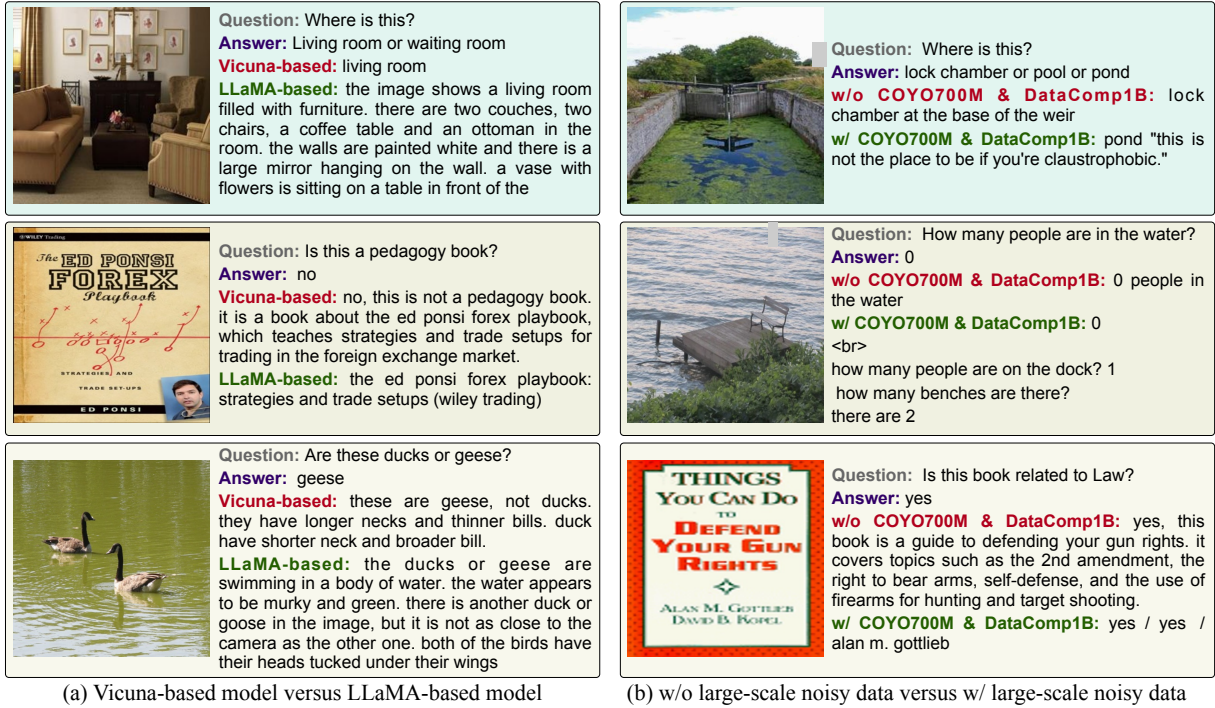 Question: Where is this?
Answer: Living room or waiting room
Vicuna-based: living room
LLaMA-based: the image shows a living room
filled with furniture. there are two couches, two
chairs, a coffee table and an ottoman in the
room. the walls are painted white and there is a
large mirror hanging on the wall. a vase with
flowers is sitting on a table in front of the
WILEY Trading
The ED PONSI
FOREX
Playbook
STRATEGIES AND
TRADE SET-UPS
ED PONSI
Question: Is this a pedagogy book?
Answer: no
Vicuna-based: no, this is not a pedagogy book.
it is a book about the ed ponsi forex playbook,
which teaches strategies and trade setups for
trading in the foreign exchange market.
LLaMA-based: the ed ponsi forex playbook:
strategies and trade setups (wiley trading)
Question: Are these ducks or geese?
Answer: geese
Vicuna-based: these are geese, not ducks.
they have longer necks and thinner bills. duck
have shorter neck and broader bill.
LLaMA-based: the ducks or geese are
swimming in a body of water. the water appears
to be murky and green. there is another duck or
goose in the image, but it is not as close to the
camera as the other one. both of the birds have
their heads tucked under their wings
(a) Vicuna-based model versus LLaMA-based model
Question: Where is this?
Answer: lock chamber or pool or pond
w/o COYO700M & DataComp1B: lock
chamber at the base of the weir
w/ COYO700M & DataComp1B: pond "this is
not the place to be if you're claustrophobic."
Question: How many people are in the water?
Answer: 0
w/o COYO700M & DataComp1B: 0 people in
the water
w/ COYO700M & DataComp1B: 0
<br>
how many people are on the dock? 1
how many benches are there?
there are 2
THINGS
YOU CAN DO
TO
DEFEND
YOUR GUN
RIGHTS
ALAN M. GOTTLIEB
DAVID B. KOPEL
Question: Is this book related to Law?
Answer: yes
w/o COYO700M & DataComp1B: yes, this
book is a guide to defending your gun rights. it
covers topics such as the 2nd amendment, the
right to bear arms, self-defense, and the use of
firearms for hunting and target shooting.
w/ COYO700M & DataComp1B: yes / yes /
alan m. gottlieb
(b) w/o large-scale noisy data versus w/ large-scale noisy data